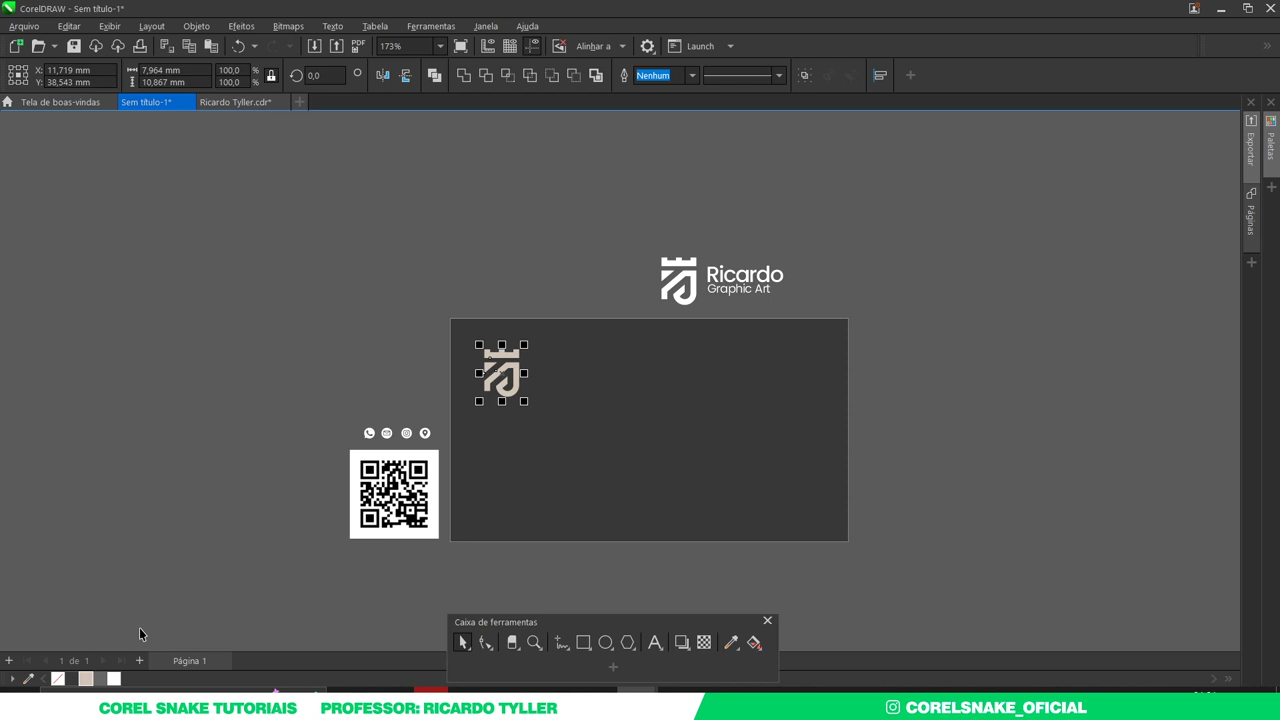 CorelDRAW - Sem título-1*
Arquivo Editar Exibir Layout Objeto Efeitos Bitmaps Texto Tabela Ferramentas Janela Ajuda
PDF 173% Alinhar a Launch
X: 11,719 mm 7,964 mm 100,0 % 0,0 Nenhum
Y: 38,543 mm 10,867 mm 100,0 %
Tela de boas-vindas Sem título-1* Ricardo Tyller.cdr*
Exportar
Páginas
Paletas
Ricardo
Graphic Art
Caixa de ferramentas
1 de 1 Página 1
COREL SNAKE TUTORIAIS PROFESSOR: RICARDO TYLLER CORELSNAKE_OFICIAL